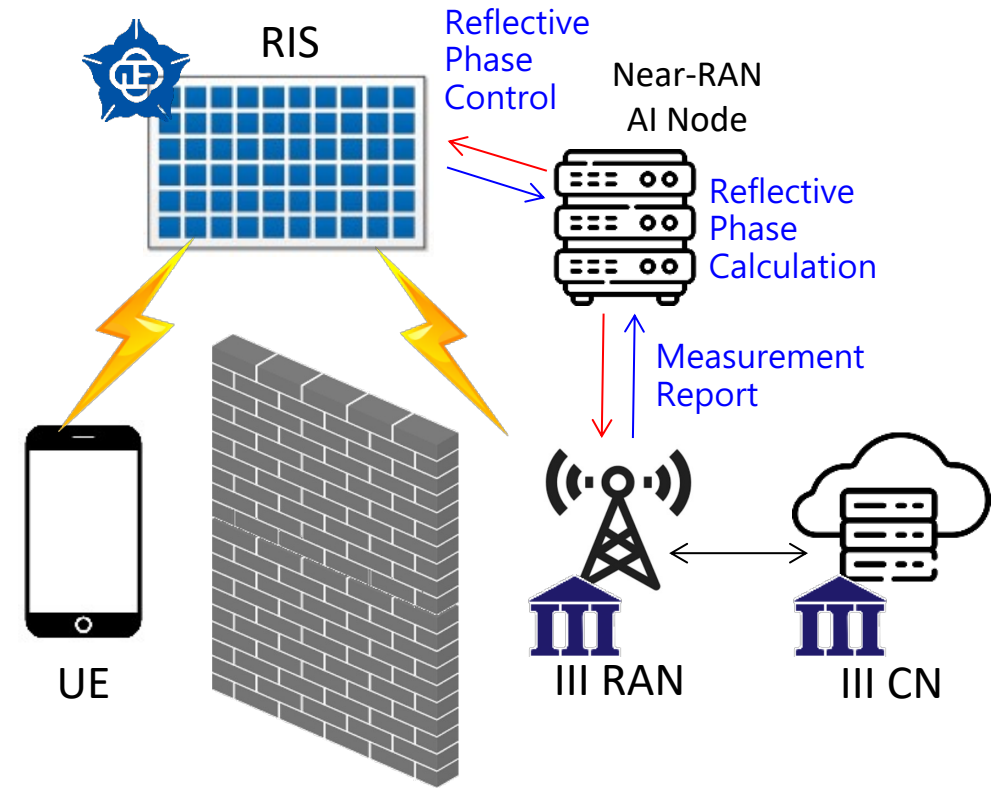 RIS
Reflective
Phase
Control
Near-RAN
AI Node
Reflective
Phase
Calculation
Measurement
Report
UE
III RAN
III CN